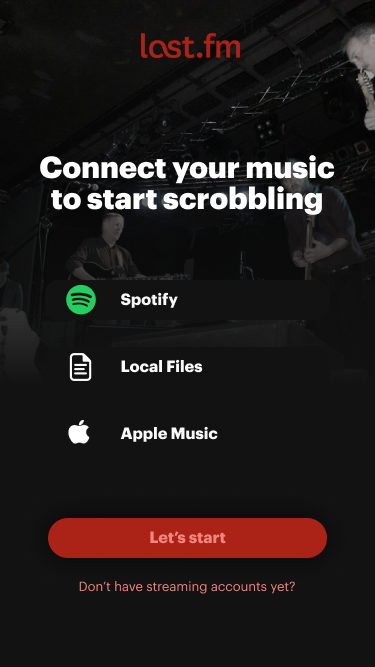 last.fm
Connect your music
to start scrobbling
Spotify
Local Files
Apple Music
Let’s start
Don’t have streaming accounts yet?